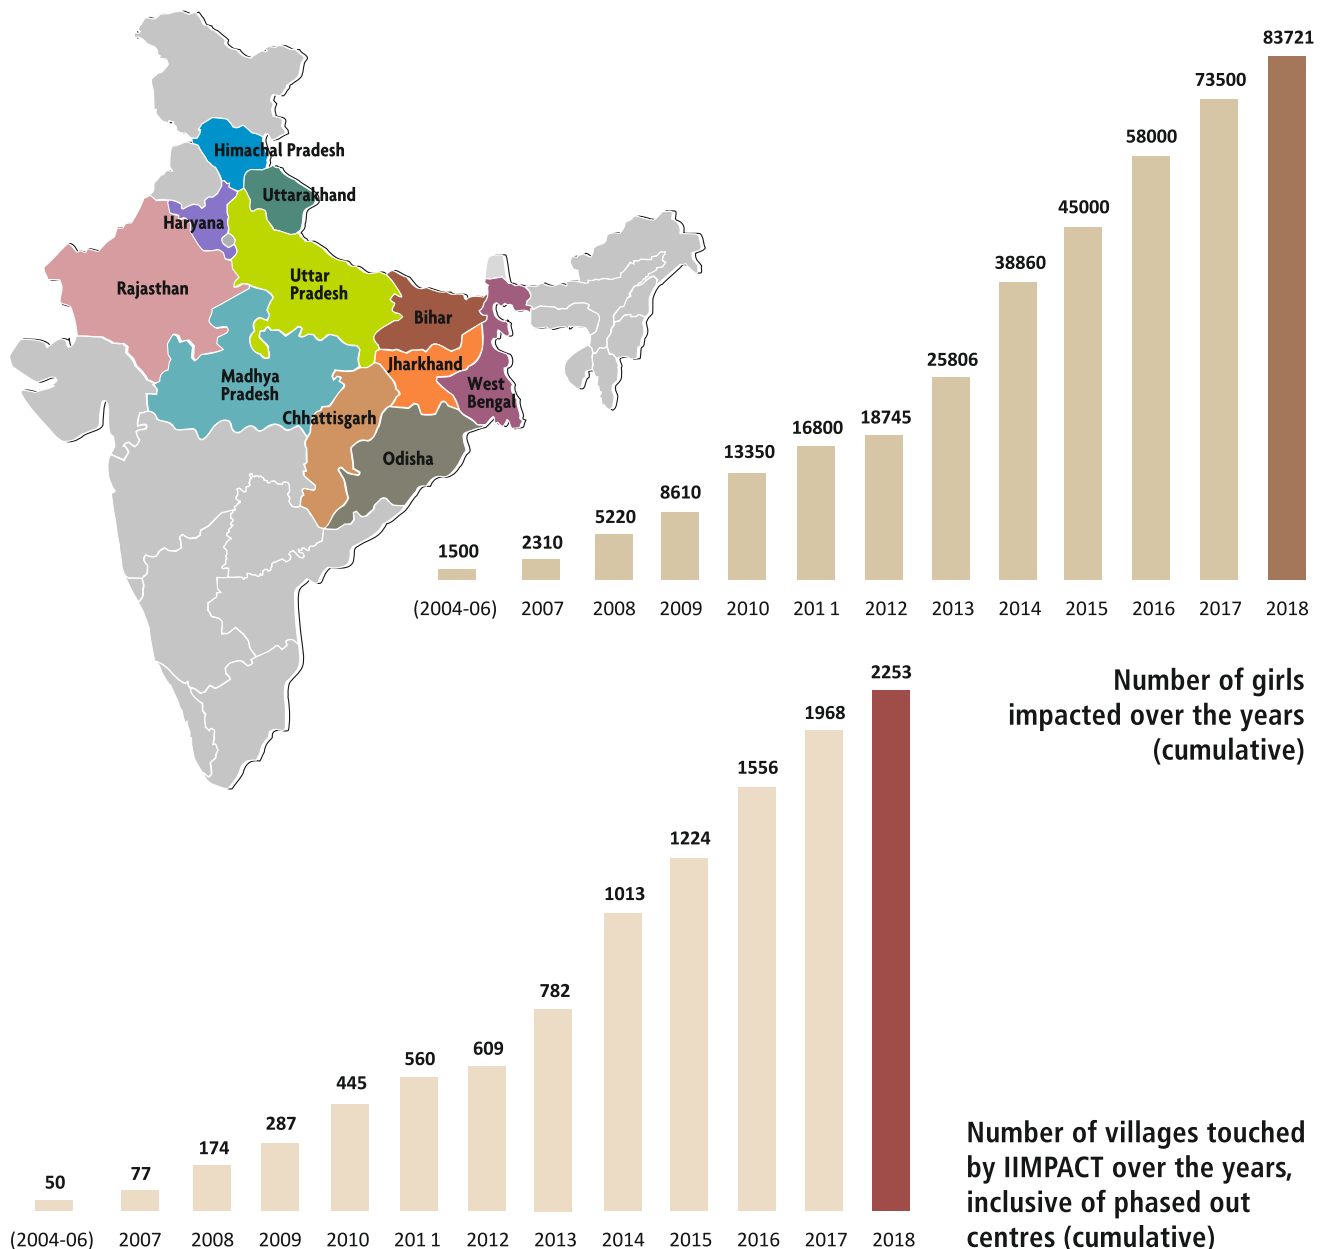 Himachal Pradesh
Uttarakhand
Haryana
Rajasthan
Uttar
Pradesh
Bihar
Jharkhand
Madhya
Pradesh
West
Bengal
Chhattisgarh
Odisha
1500
2310
5220
8610
13350
16800
18745
25806
38860
45000
58000
73500
83721
(2004-06) 2007 2008 2009 2010 2011 2012 2013 2014 2015 2016 2017 2018
Number of girls
impacted over the years
(cumulative)
50
77
174
287
445
560
609
782
1013
1224
1556
1968
2253
(2004-06) 2007 2008 2009 2010 2011 2012 2013 2014 2015 2016 2017 2018
Number of villages touched
by IIMPACT over the years,
inclusive of phased out
centres (cumulative)